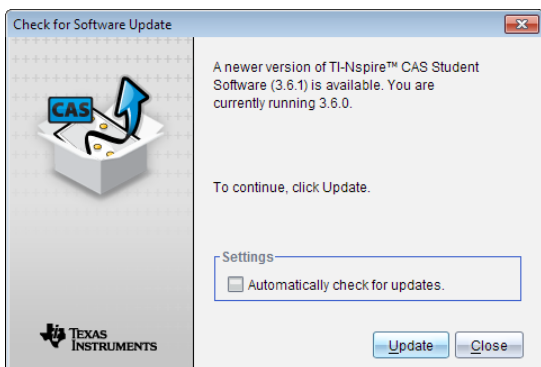 Check for Software Update
CAS
A newer version of TI-Nspire™ CAS Student
Software (3.6.1) is available. You are
currently running 3.6.0.
To continue, click Update.
Settings
Automatically check for updates.
TEXAS
INSTRUMENTS
Update Close